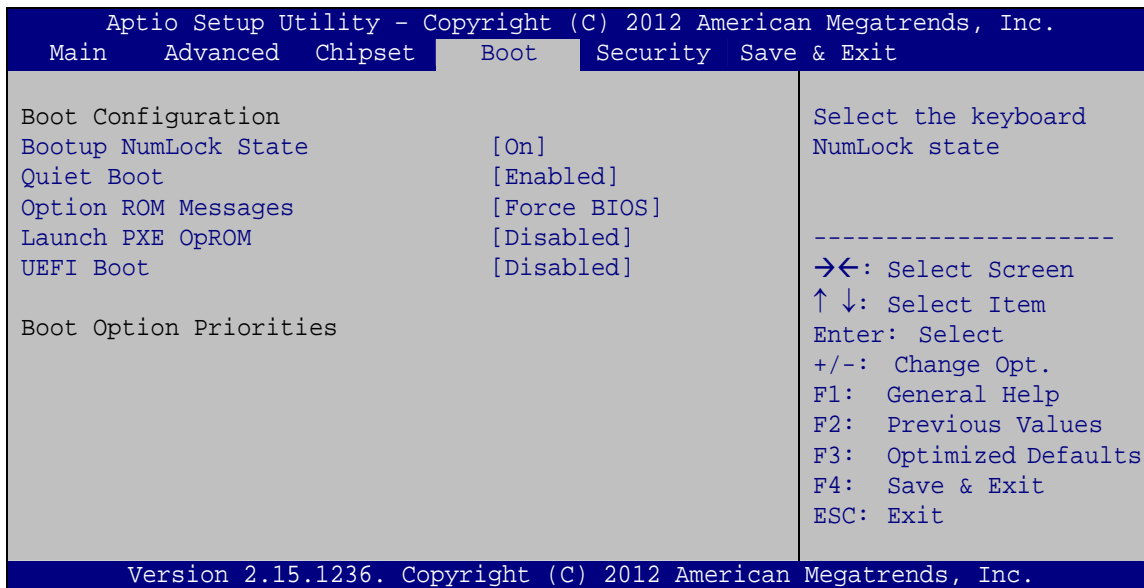 Aptio Setup Utility – Copyright (C) 2012 American Megatrends, Inc.
Main Advanced Chipset Boot Security Save & Exit
Boot Configuration
Bootup NumLock State [On]
Quiet Boot [Enabled]
Option ROM Messages [Force BIOS]
Launch PXE OpROM [Disabled]
UEFI Boot [Disabled]
Boot Option Priorities
Select the keyboard
NumLock state
---------------------
→←: Select Screen
↑ ↓: Select Item
Enter: Select
+/-: Change Opt.
F1: General Help
F2: Previous Values
F3: Optimized Defaults
F4: Save & Exit
ESC: Exit
Version 2.15.1236. Copyright (C) 2012 American Megatrends, Inc.